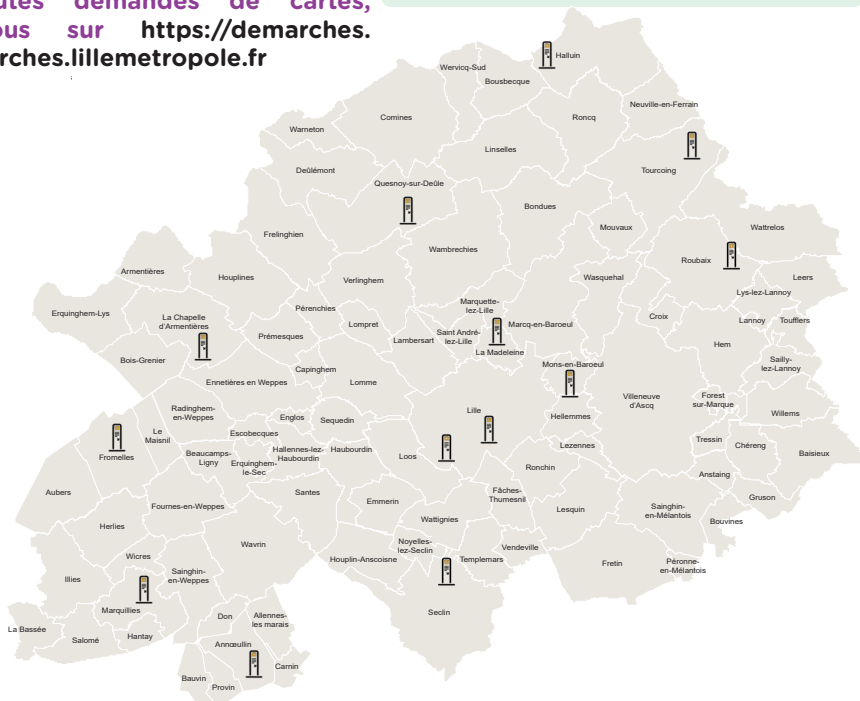 utes demandes de cartes,
ous sur https://demarches.
rches.lillemetropole.fr
Halluin
Wervicq-Sud
Bousbecque
Neuville-en-Ferrain
Comines
Roncq
Warneton
Linselles
Deûlémont
Tourcoing
Quesnoy-sur-Deûle
Bondues
Mouvaux
Wattrelos
Frelinghien
Wambrechies
Roubaix
Armentières
Houplines
Verlinghem
Wasquehal
Leers
Lys-lez-Lannoy
Erquinghem-Lys
La Chapelle
d'Armentières
Pérenchies
Marquette-
lez-Lille
Croix
Lannoy
Toufflers
Lompret
Marcq-en-Baroeul
Prémesques
Lambersart
Saint André-
lez-Lille
Hem
La Madeleine
Bois-Grenier
Sailly-
lez-Lannoy
Mons-en-Baroeul
Capinghem
Ennetières en Weppes
Lomme
Villeneuve
d'Ascq
Forest
sur-Marque
Radinghem-
en-Weppes
Lille
Willems
Englos
Sequedin
Hellemmes
Le
Maisnil
Escobecques
Tressin
Chéreng
Lezennes
Fromelles
Beaucamps-
Ligny
Erquinghem-
le-Sec
Hallennes-lez-
Haubourdin
Haubourdin
Loos
Baisieux
Ronchin
Anstaing
Aubers
Santes
Fâches-
Thumesnil
Gruson
Fournes-en-Weppes
Emmerin
Lesquin
Sainghin-
en-Mélantois
Wattignies
Bouvines
Herlies
Wavrin
Noyelles-
lez-Seclin
Vendeville
Wicres
Houplin-Anscoisne
Templemars
Fretin
Péronne-
en-Mélantois
Illies
Sainghin-
en-Weppes
Marquillies
Seclin
Don
Allennes-
les marais
La Bassée
Salomé
Hantay
Annœullin
Carnin
Bauvin
Provin